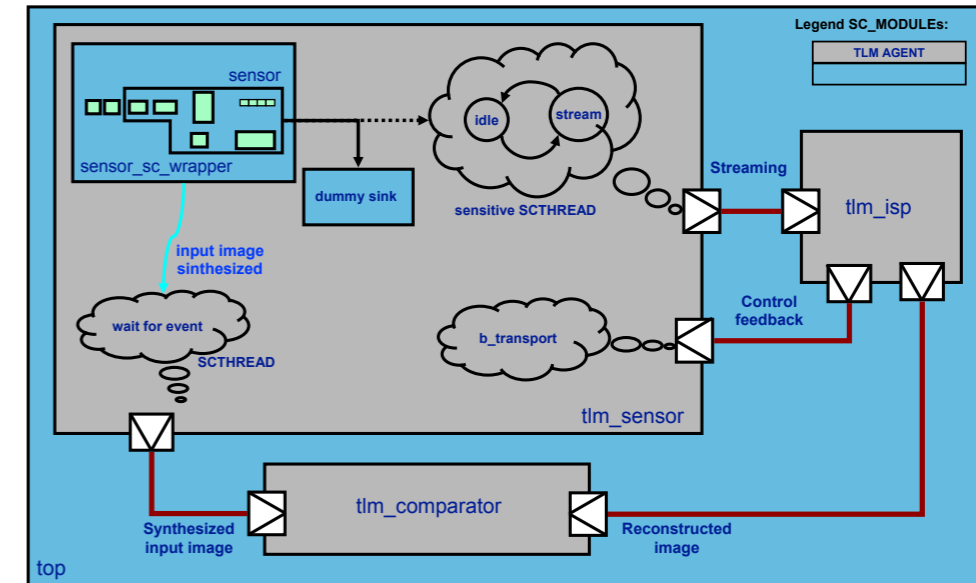 Legend SC_MODULEs:
TLM AGENT
sensor
sensor_sc_wrapper
idle
stream
dummy sink
sensitive SCTHREAD
Streaming
tlm_isp
input image
sinthesized
wait for event
SCTHREAD
b_transport
Control
feedback
tlm_sensor
tlm_comparator
Synthesized
input image
Reconstructed
image
top